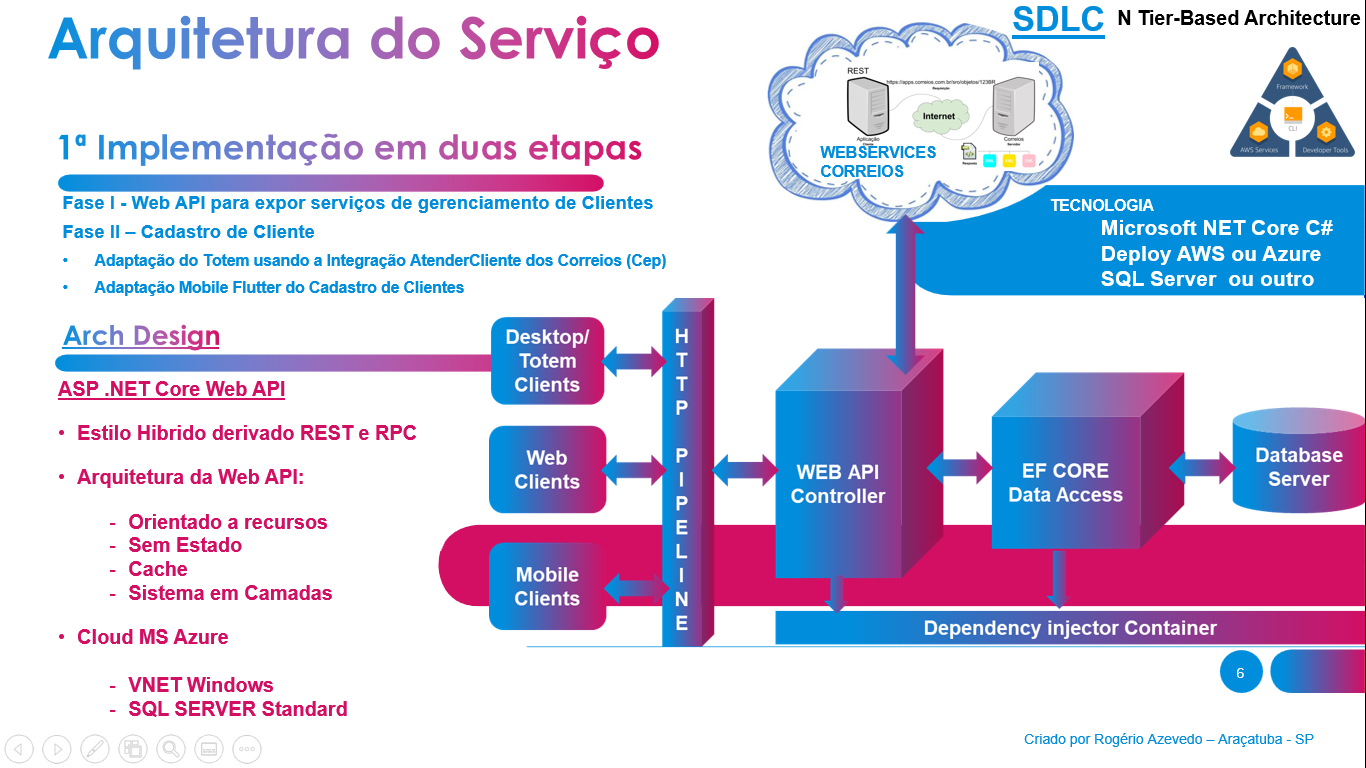 Arquitetura do Serviço
SDLC N Tier-Based Architecture
1ª Implementação em duas etapas
Fase I - Web API para expor serviços de gerenciamento de Clientes
Fase II – Cadastro de Cliente
• Adaptação do Totem usando a Integração AtenderCliente dos Correios (Cep)
• Adaptação Mobile Flutter do Cadastro de Clientes
REST
https://apps.correios.com.br/sro/objetos/123BR
Requisição
Internet
Aplicação
Cliente
Correios
Servidor
Resposta
WEBSERVICES
CORREIOS
Framework
CLI
AWS Services
Developer Tools
TECNOLOGIA
Microsoft NET Core C#
Deploy AWS ou Azure
SQL Server ou outro
Arch Design
ASP .NET Core Web API
• Estilo Hibrido derivado REST e RPC
• Arquitetura da Web API:
- Orientado a recursos
- Sem Estado
- Cache
- Sistema em Camadas
• Cloud MS Azure
- VNET Windows
- SQL SERVER Standard
Desktop/
Totem
Clients
Web
Clients
Mobile
Clients
HTTP PIPELINE
WEB API
Controller
EF CORE
Data Access
Database
Server
Dependency injector Container
6
Criado por Rogério Azevedo – Araçatuba - SP